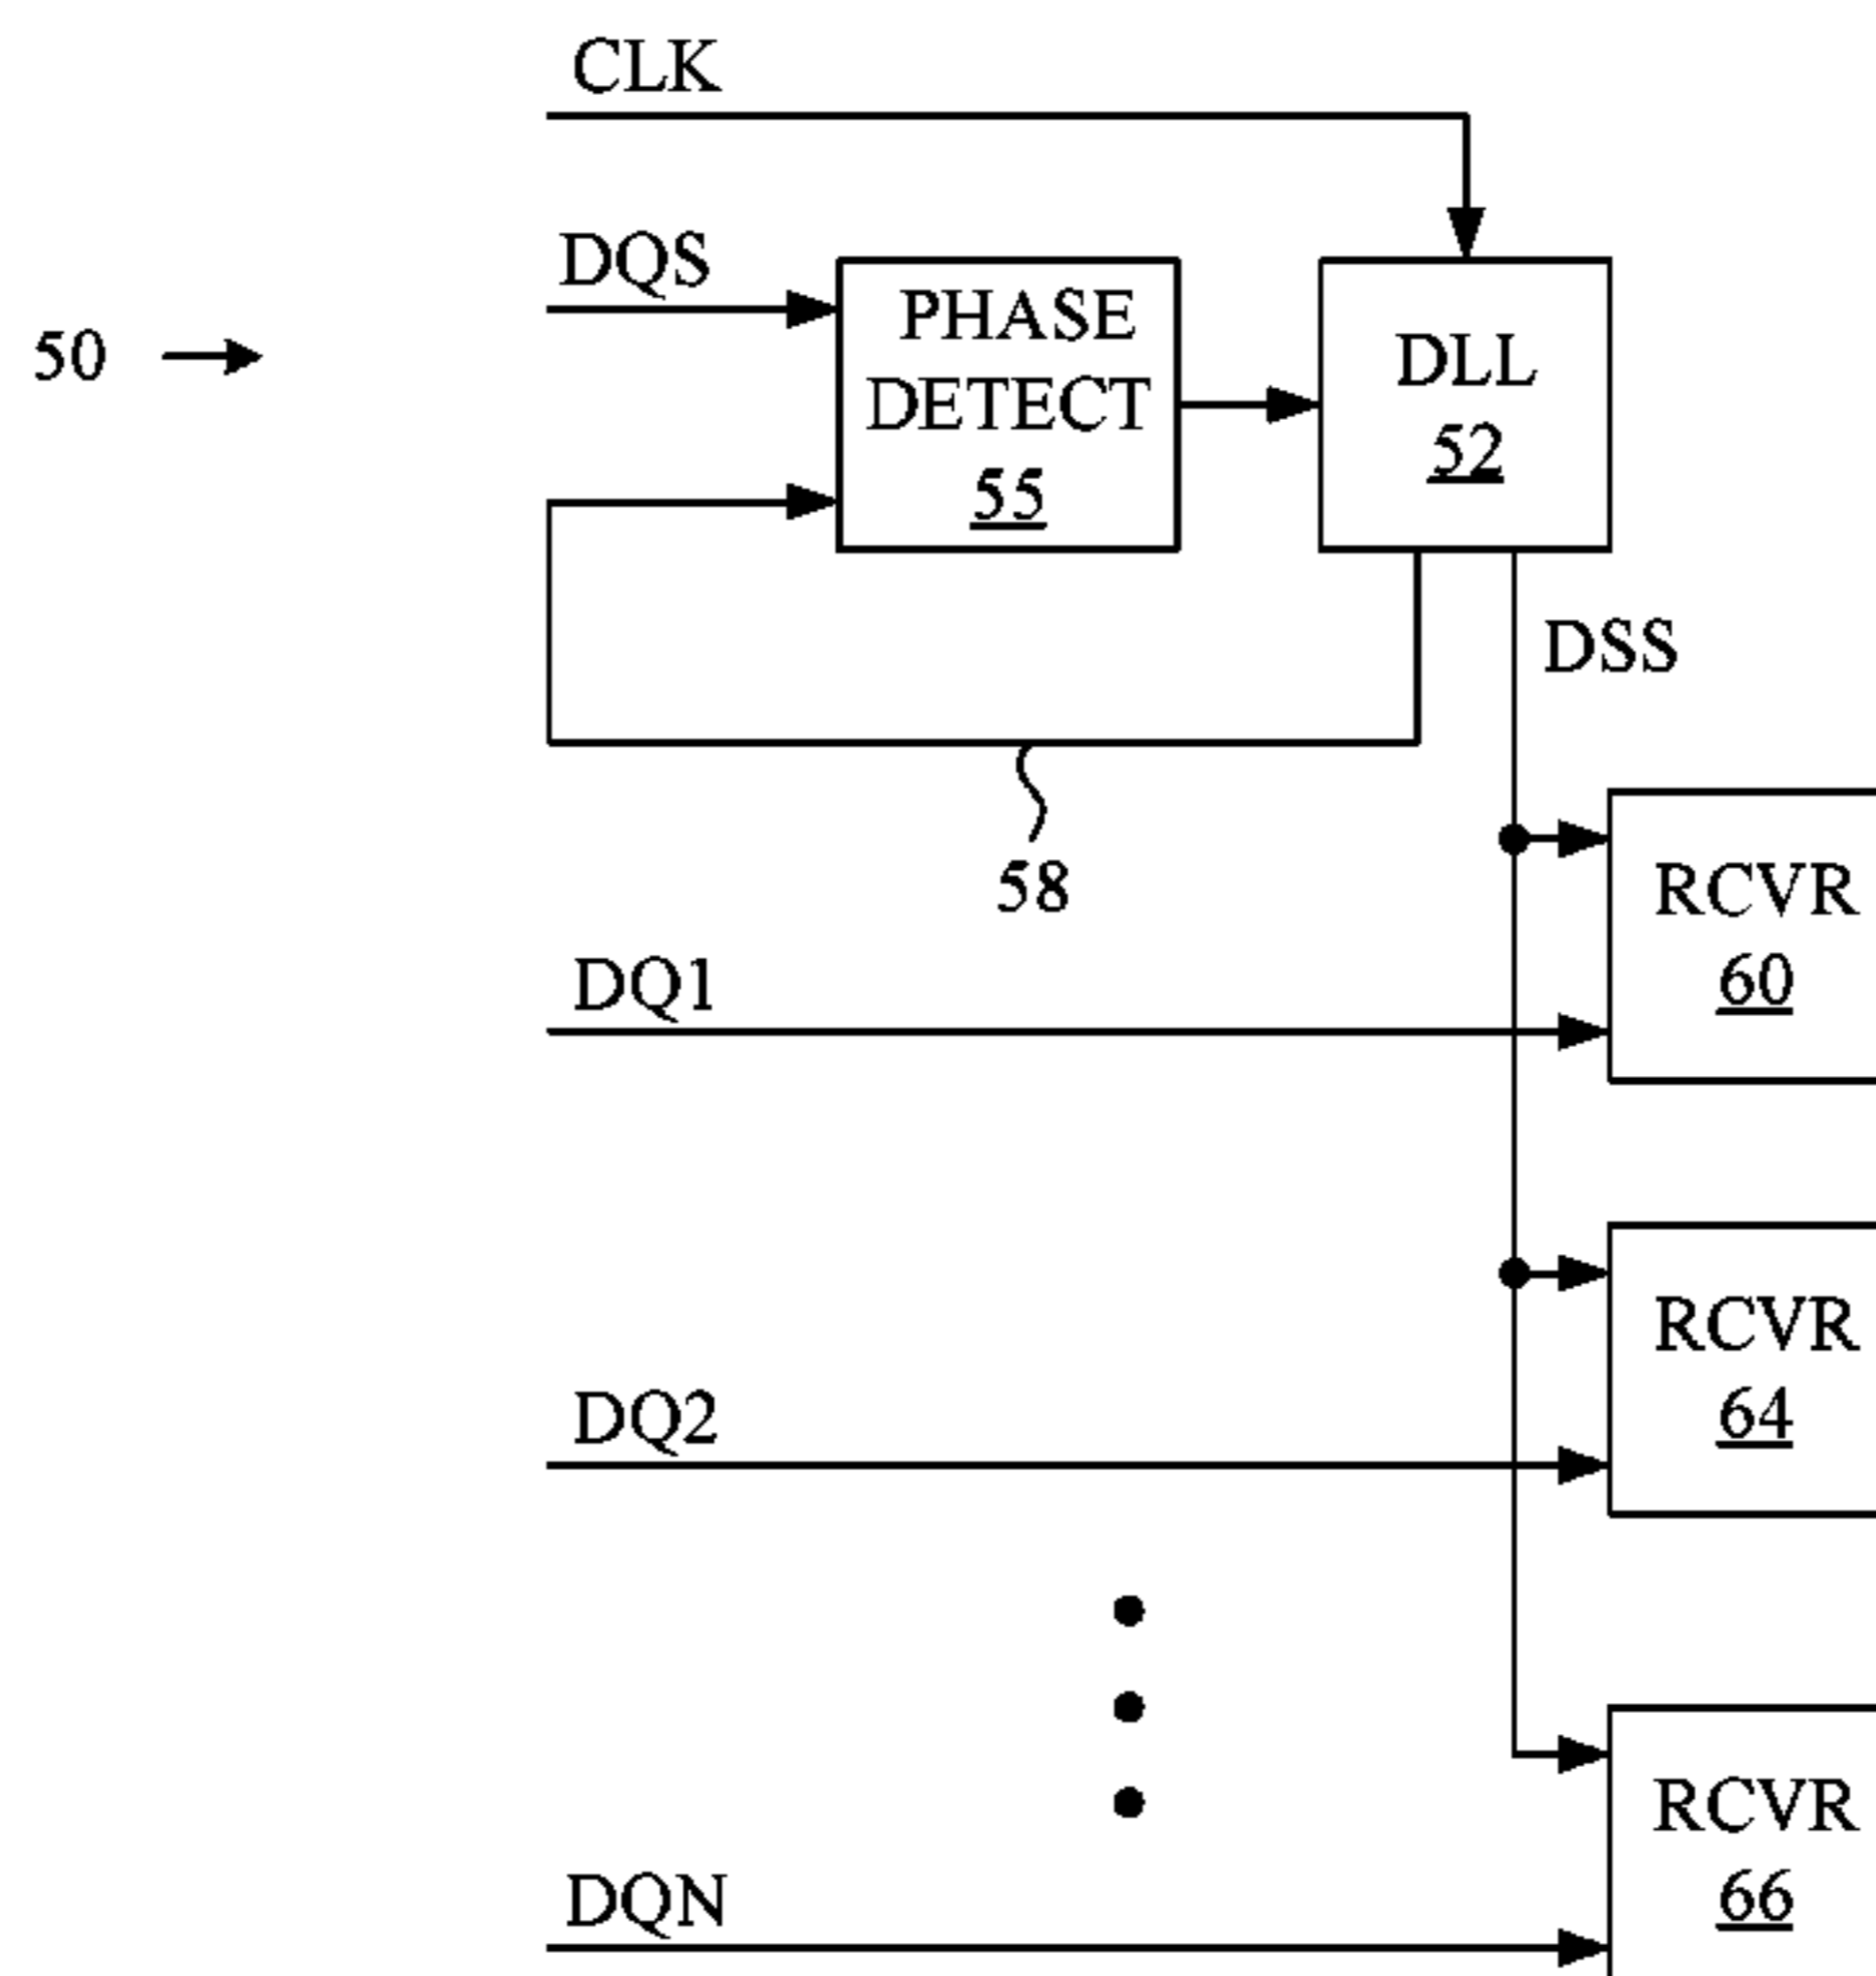 CLK
DQS
50
PHASE
DETECT
55
DLL
52
DSS
58
RCVR
60
DQ1
RCVR
64
DQ2
RCVR
66
DQN